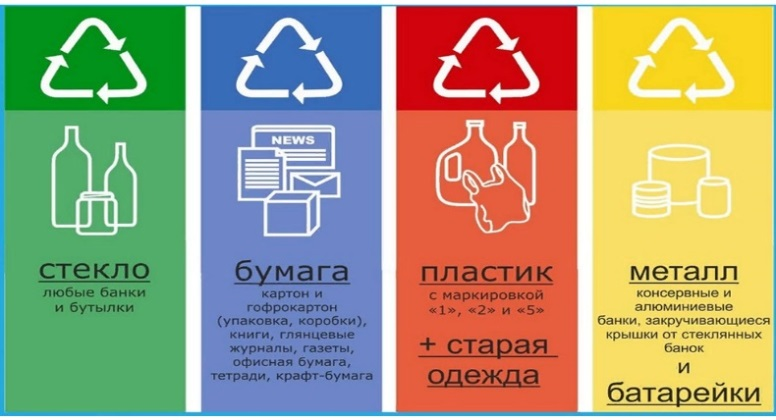 NEWS
стекло
любые банки
и бутылки
бумага
картон и
гофрокартон
(упаковка, коробки),
книги, глянцевые
журналы, газеты,
офисная бумага,
тетради, крафт-бумага
пластик
с маркировкой
«1», «2» и «5»
+ старая
одежда
металл
консервные и
алюминиевые
банки, закручивающиеся
крышки от стеклянных
банок
и
батарейки